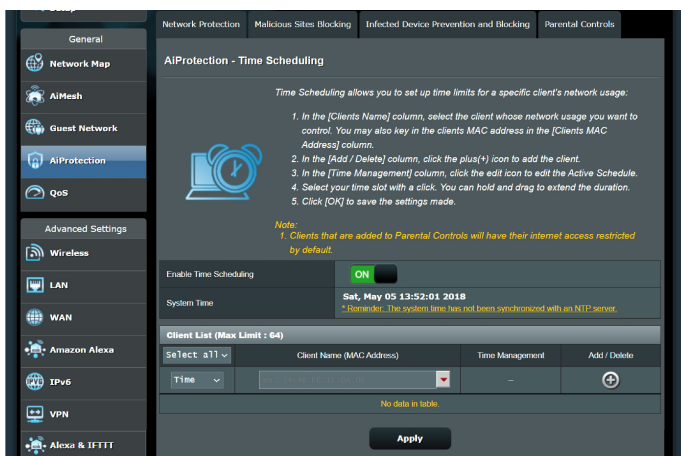 Setup
Network Protection
Malicious Sites Blocking
Infected Device Prevention and Blocking
Parental Controls
General
Network Map
AiMesh
Guest Network
AiProtection
QoS
Advanced Settings
Wireless
LAN
WAN
Amazon Alexa
IPv6
VPN
Alexa & IFTTT
AiProtection - Time Scheduling
Time Scheduling allows you to set up time limits for a specific client's network usage:
1. In the [Clients Name] column, select the client whose network usage you want to
control. You may also key in the clients MAC address in the [Clients MAC
Address] column.
2. In the [Add / Delete] column, click the plus(+) icon to add the client.
3. In the [Time Management] column, click the edit icon to edit the Active Schedule.
4. Select your time slot with a click. You can hold and drag to extend the duration.
5. Click [OK] to save the settings made.
Note:
1. Clients that are added to Parental Controls will have their internet access restricted
by default.
Enable Time Scheduling
ON
System Time
Sat, May 05 13:52:01 2018
* Reminder: The system time has not been synchronized with an NTP server.
Client List (Max Limit : 64)
Select all
Client Name (MAC Address)
Time Management
Add / Delete
Time
–
No data in table.
Apply